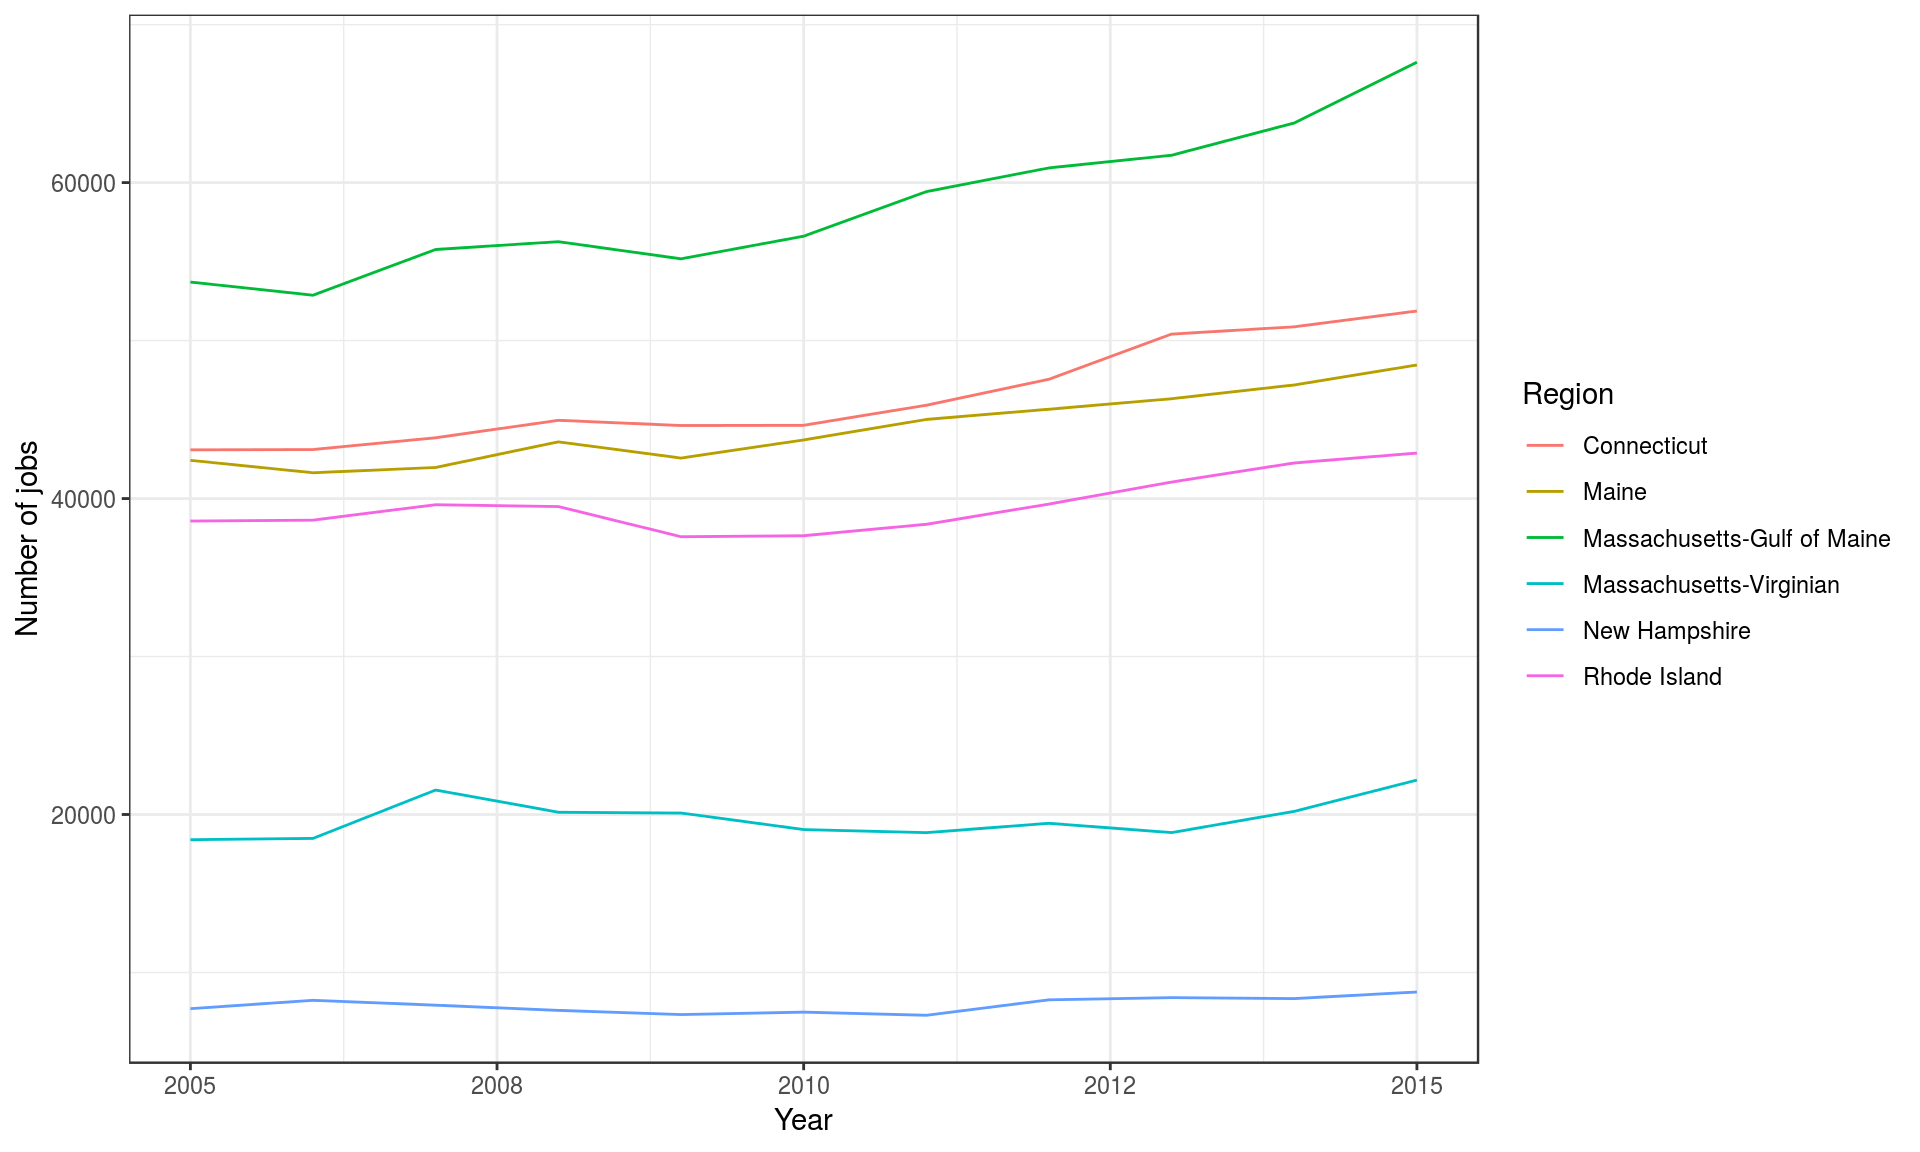 Number of jobs
60000
40000
20000
2005 2008 2010 2012 2015
Year
Region
Connecticut
Maine
Massachusetts-Gulf of Maine
Massachusetts-Virginian
New Hampshire
Rhode Island